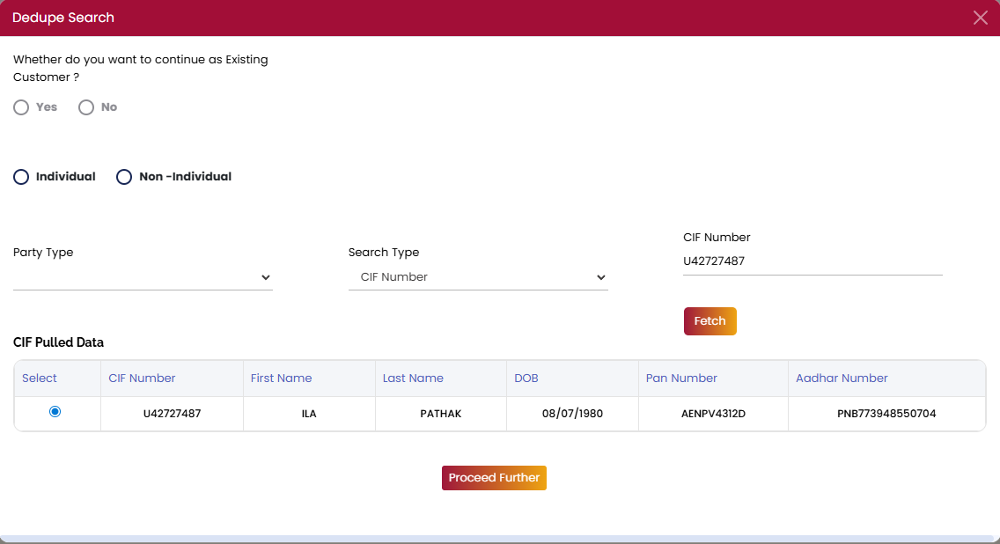 Dedupe Search
Whether do you want to continue as Existing
Customer ?
Yes No
Individual Non -Individual
CIF Number
Party Type Search Type
U42727487
CIF Number
Fetch
CIF Pulled Data
Select CIF Number First Name Last Name DOB Pan Number Aadhar Number
U42727487 ILA PATHAK 08/07/1980 AENPV4312D PNB773948550704
Proceed Further